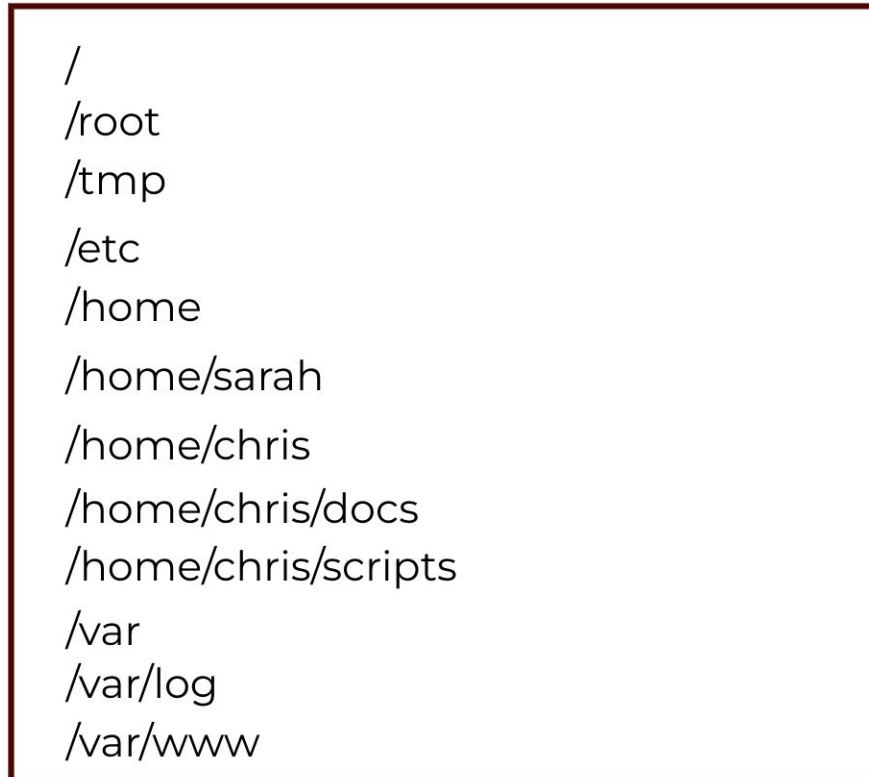 /
/root
/tmp
/etc
/home
/home/sarah
/home/chris
/home/chris/docs
/home/chris/scripts
/var
/var/log
/var/www